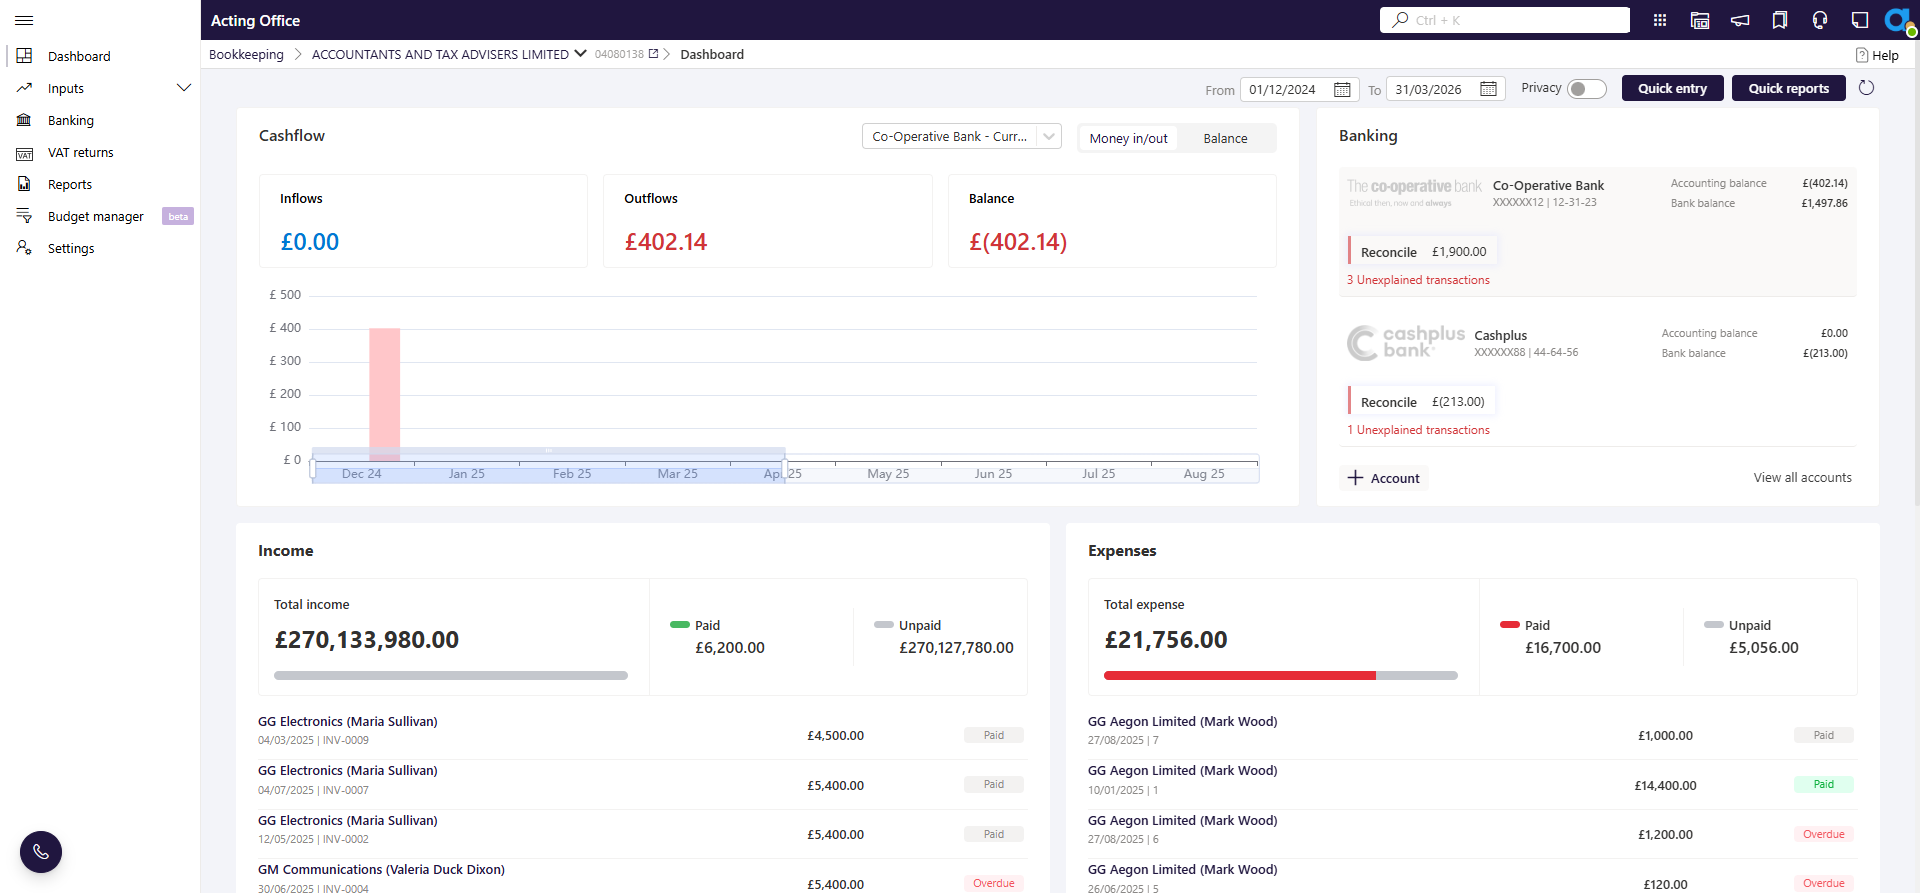 Acting Office
Ctrl + K
Dashboard
Inputs
Banking
VAT returns
Reports
Budget manager beta
Settings
Bookkeeping ACCOUNTANTS AND TAX ADVISERS LIMITED 04080138 Dashboard
Help
From 01/12/2024 To 31/03/2026 Privacy Quick entry Quick reports
Cashflow
Co-Operative Bank - Curr...
Money in/out Balance
Inflows
£0.00
Outflows
£402.14
Balance
£(402.14)
£ 500
£ 400
£ 300
£ 200
£ 100
£ 0
Dec 24 Jan 25 Feb 25 Mar 25 Apr 25 May 25 Jun 25 Jul 25 Aug 25
Banking
The co-operative bank
Ethical then, now and always
Co-Operative Bank
XXXXXX12 | 12-31-23
Accounting balance £(402.14)
Bank balance £1,497.86
Reconcile £1,900.00
3 Unexplained transactions
cashplus
bank
Cashplus
XXXXXX88 | 44-64-56
Accounting balance £0.00
Bank balance £(213.00)
Reconcile £(213.00)
1 Unexplained transactions
Account
View all accounts
Income
Total income
£270,133,980.00
Paid
£6,200.00
Unpaid
£270,127,780.00
GG Electronics (Maria Sullivan)
04/03/2025 | INV-0009
£4,500.00
Paid
GG Electronics (Maria Sullivan)
04/07/2025 | INV-0007
£5,400.00
Paid
GG Electronics (Maria Sullivan)
12/05/2025 | INV-0002
£5,400.00
Paid
GM Communications (Valeria Duck Dixon)
30/06/2025 | INV-0004
£5,400.00
Overdue
Expenses
Total expense
£21,756.00
Paid
£16,700.00
Unpaid
£5,056.00
GG Aegon Limited (Mark Wood)
27/08/2025 | 7
£1,000.00
Paid
GG Aegon Limited (Mark Wood)
10/01/2025 | 1
£14,400.00
Paid
GG Aegon Limited (Mark Wood)
27/08/2025 | 6
£1,200.00
Overdue
GG Aegon Limited (Mark Wood)
26/06/2025 | 5
£120.00
Overdue